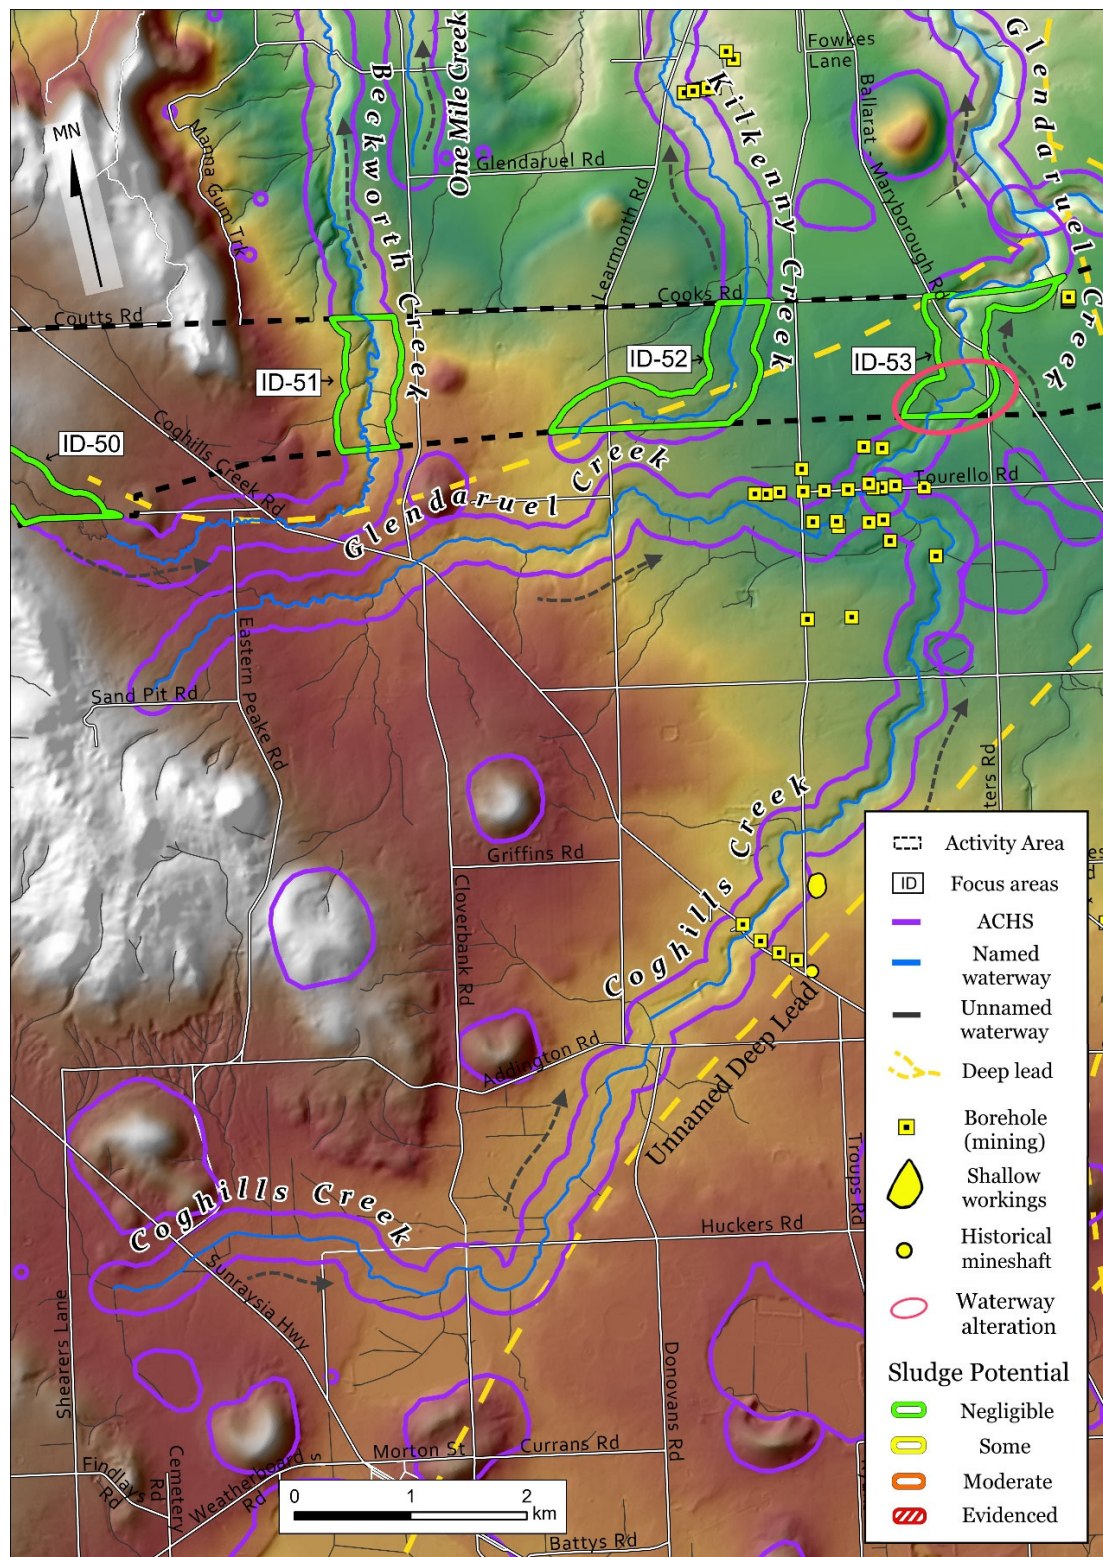 Fowkes
Lane
Glendaruel Creek
MN
Beckworth Creek
One Mile Creek
Kilkenny Creek
Ballarat - Maryborough Rd
Manna Gum Trk
Glendaruel Rd
Learmonth Rd
Coutts Rd
Cooks Rd
ID-51
ID-52
ID-53
ID-50
Coghills Creek Rd
Glendaruel Creek
Tourello Rd
Eastern Peake Rd
Sand Pit Rd
ters Rd
Coghills Creek
Griffins Rd
Cloverbank Rd
Addington Rd
Unnamed Deep Lead
Troups Rd
Coghills Creek
Huckers Rd
Sunraysia Hwy
Shearers Lane
Donovans Rd
Morton St
Currans Rd
Findlays
Rd
Cemetery
Rd
Weatherboard s
Rd
Battys Rd
0 1 2
km
Activity Area
ID Focus areas
ACHS
Named
waterway
Unnamed
waterway
Deep lead
Borehole
(mining)
Shallow
workings
Historical
mineshaft
Waterway
alteration
Sludge Potential
Negligible
Some
Moderate
Evidenced